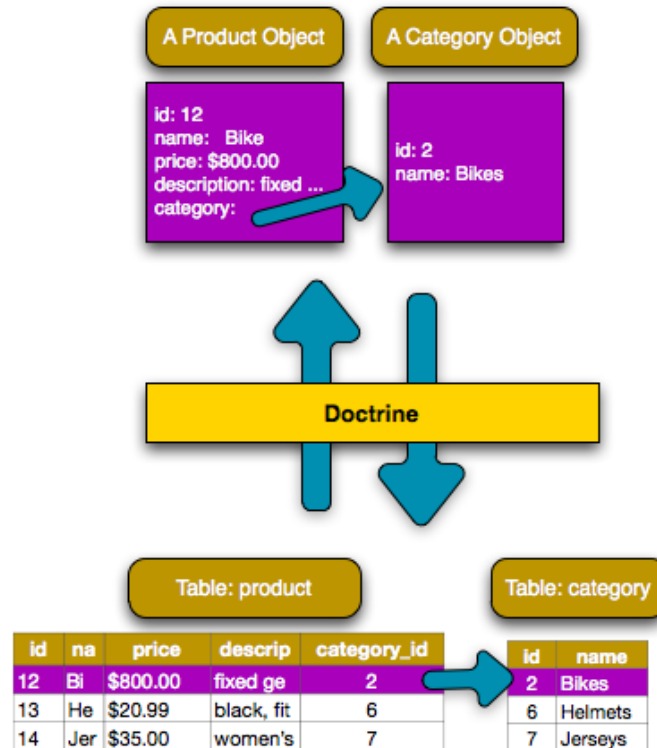 A Product Object
A Category Object
id: 12
name: Bike
price: $800.00
description: fixed ...
category:
id: 2
name: Bikes
Doctrine
Table: product
Table: category
id na price descrip category_id
12 Bi $800.00 fixed ge 2
13 He $20.99 black, fit 6
14 Jer $35.00 women's 7
id name
2 Bikes
6 Helmets
7 Jerseys